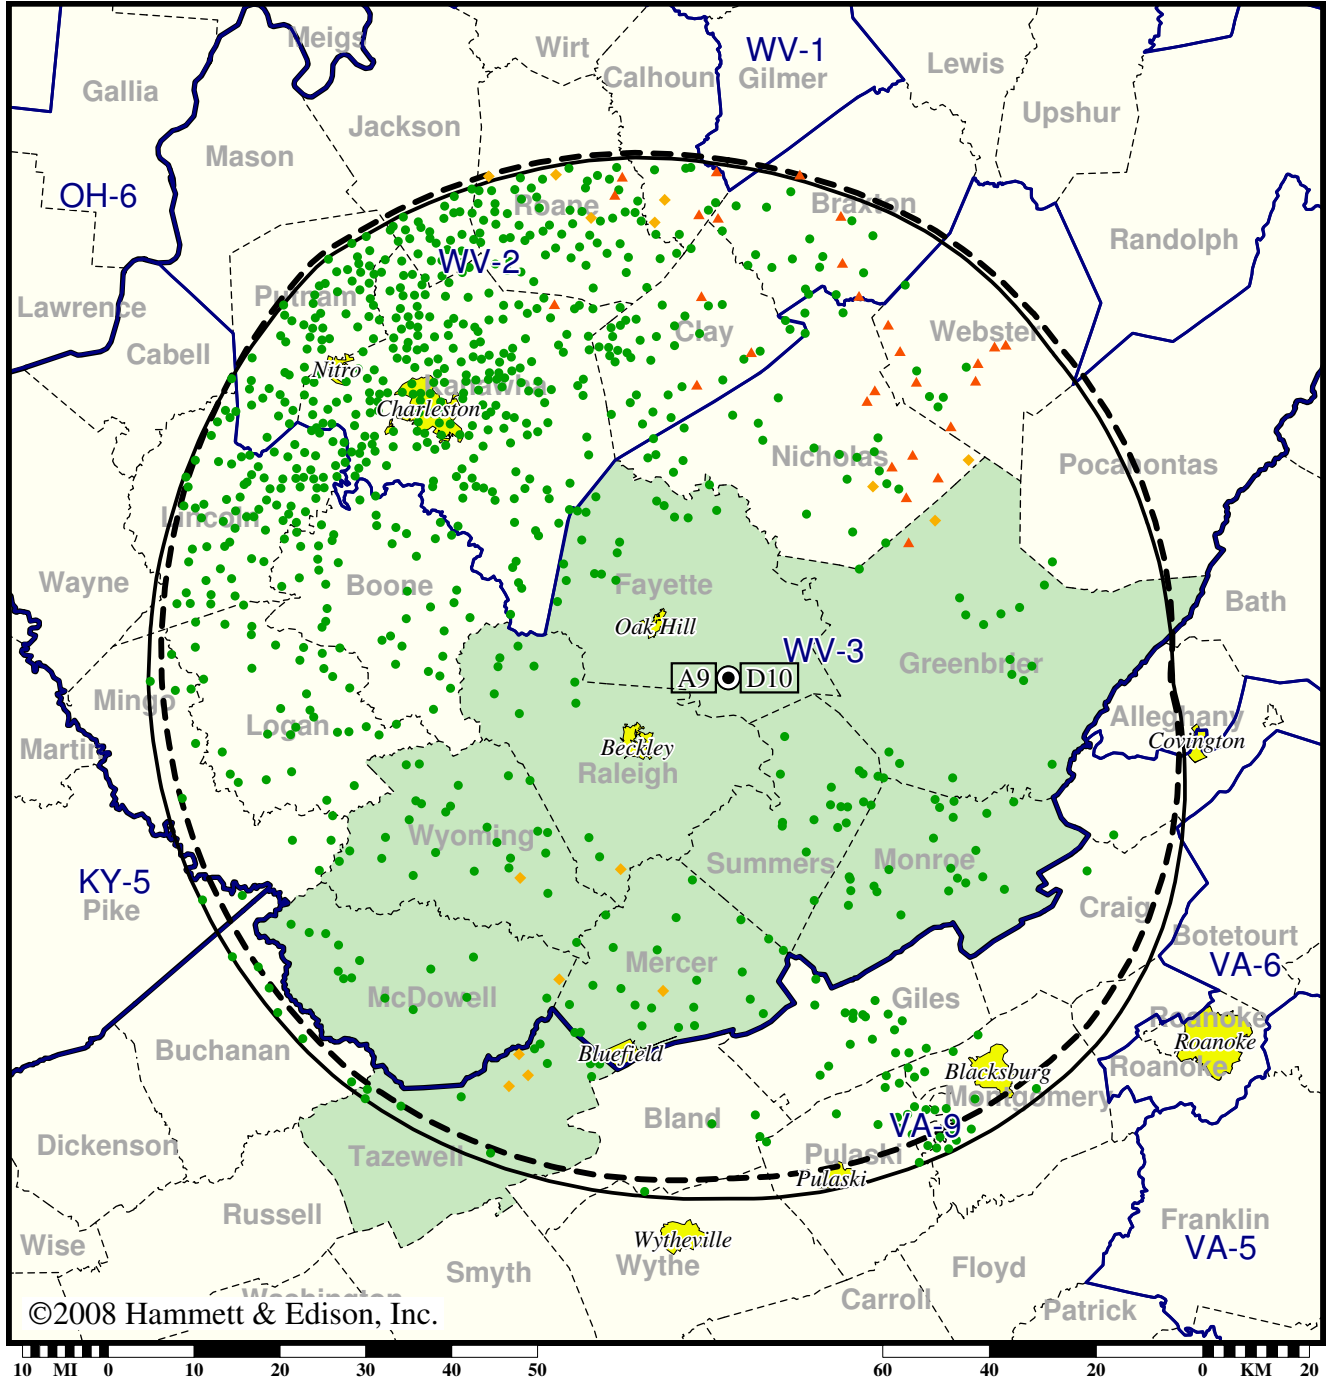 Meigs
Wirt
WV-1
Calhoun
Gilmer
Lewis
Gallia
Upshur
Jackson
Mason
OH-6
Roane
Braxton
Randolph
WV-2
Putnam
Lawrence
Clay
Webster
Cabell
Nitro
Kanawha
Charleston
Nicholas
Pocahontas
Lincoln
Wayne
Boone
Fayette
Bath
Oak Hill
WV-3
Greenbrier
A9
D10
Mingo
Logan
Alleghany
Martin
Beckley
Covington
Raleigh
Wyoming
Summers
Monroe
KY-5
Pike
Craig
Botetourt
VA-6
Mercer
McDowell
Giles
Roanoke
Roanoke
Buchanan
Bluefield
Blacksburg
Roanoke
Montgomery
Bland
VA-9
Dickenson
Tazewell
Pulaski
Pulaski
Russell
Franklin
Wise
Wytheville
VA-5
Smyth
Wythe
Floyd
Washington
Carroll
Patrick
©2008 Hammett & Edison, Inc.
10 MI 0 10 20 30 40 50 60 40 20 0 KM 20